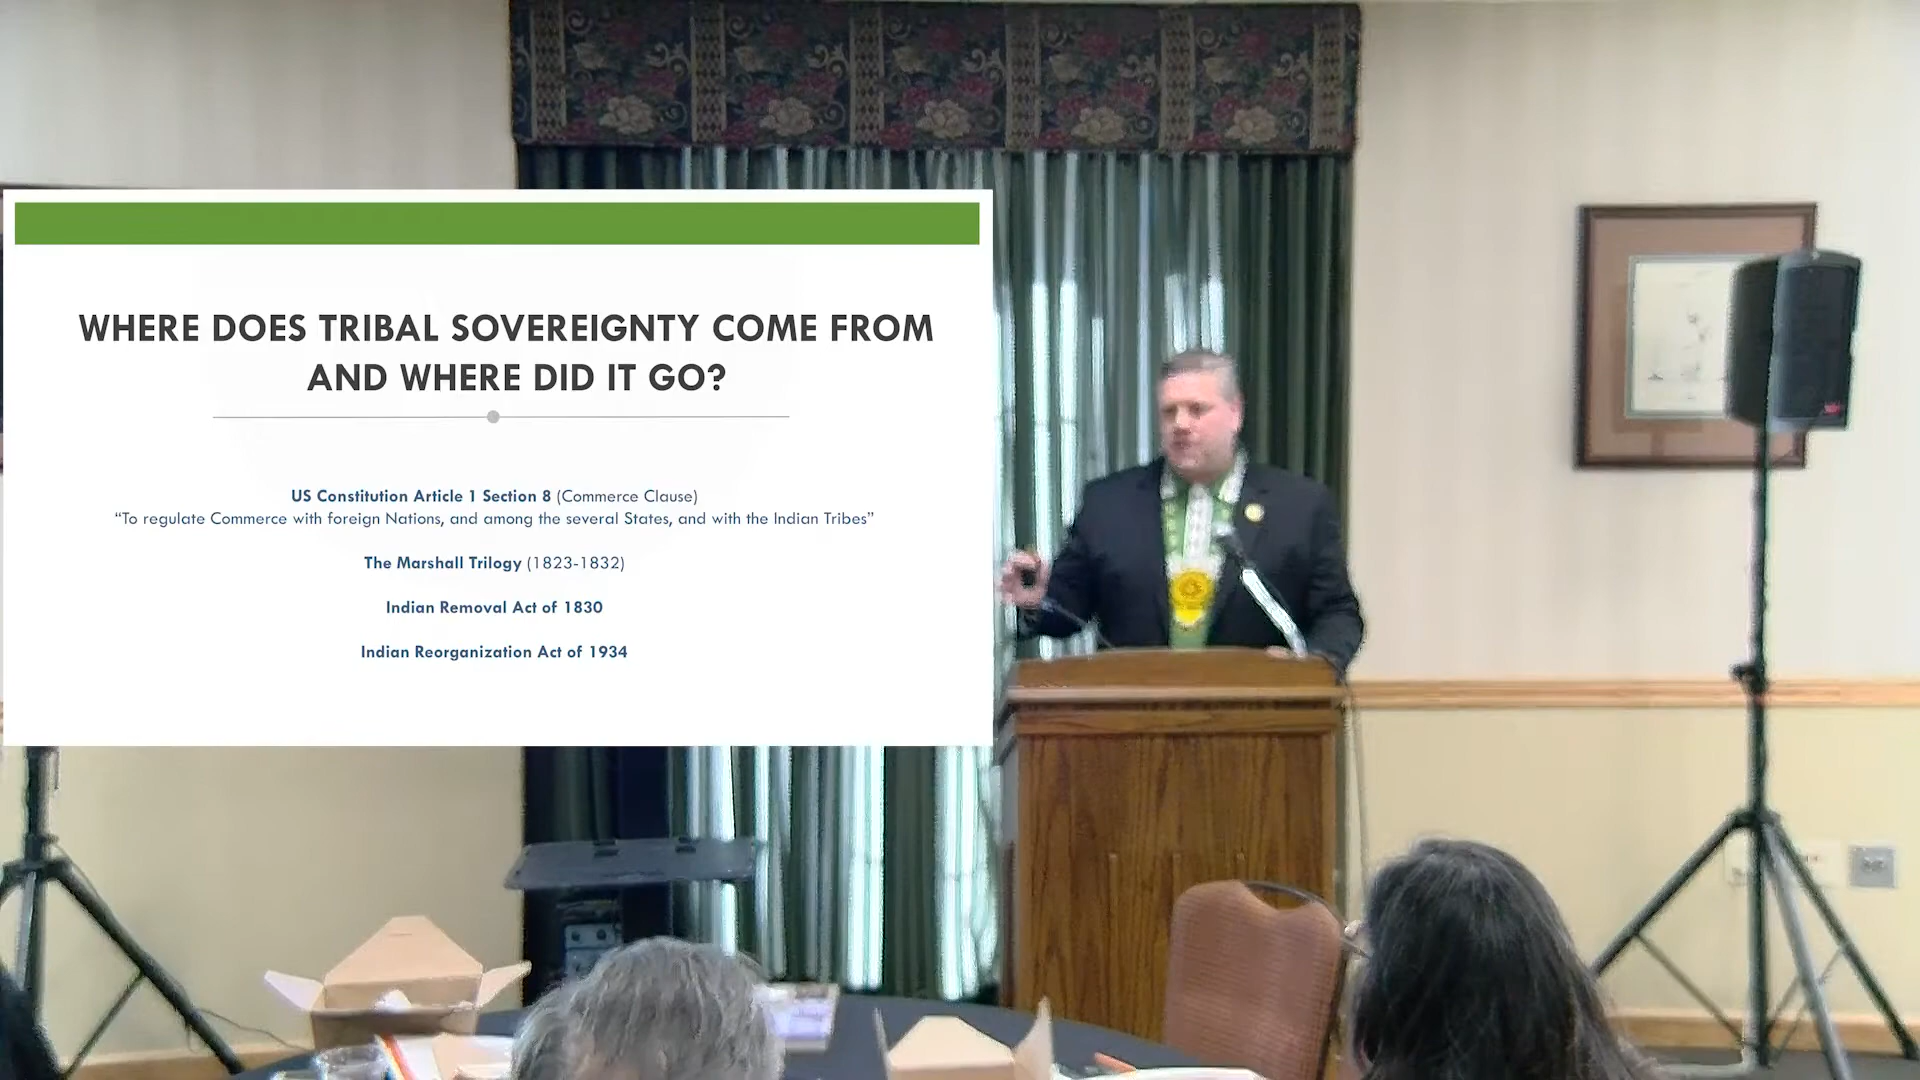 WHERE DOES TRIBAL SOVEREIGNTY COME FROM
AND WHERE DID IT GO?
US Constitution Article 1 Section 8 (Commerce Clause)
“To regulate Commerce with foreign Nations, and among the several States, and with the Indian Tribes”
The Marshall Trilogy (1823-1832)
Indian Removal Act of 1830
Indian Reorganization Act of 1934